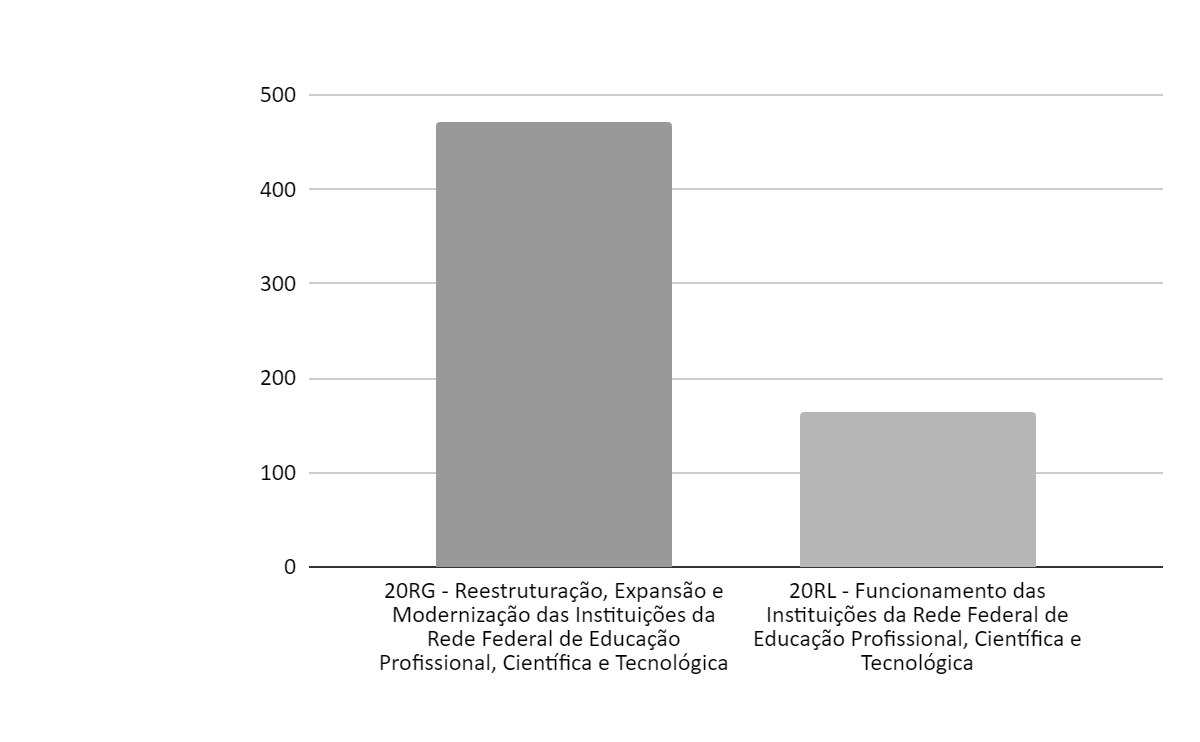 500
400
300
200
100
0
20RG - Reestruturação, Expansão e
Modernização das Instituições da
Rede Federal de Educação
Profissional, Científica e Tecnológica
20RL - Funcionamento das
Instituições da Rede Federal de
Educação Profissional, Científica e
Tecnológica